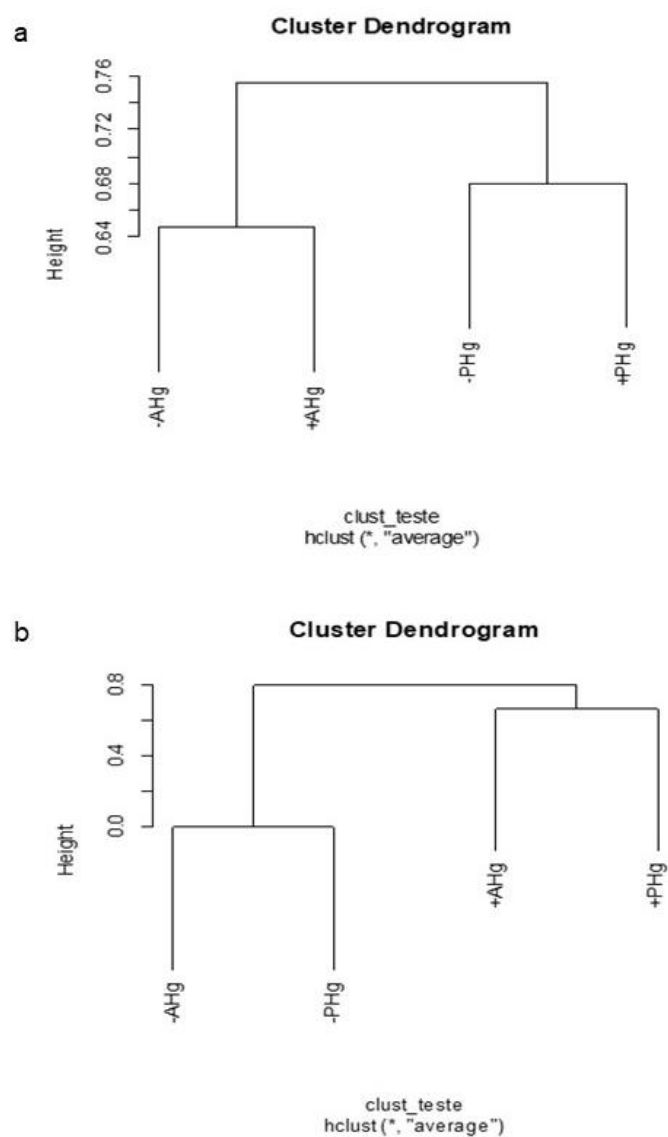 a
Cluster Dendrogram
0.76
0.72
0.68
0.64
Height
-AHg
+AHg
-PHg
+PHg
clust_teste
hclust (*, "average")
b
Cluster Dendrogram
0.8
0.4
0.0
Height
-AHg
-PHg
+AHg
+PHg
clust_teste
hclust (*, "average")